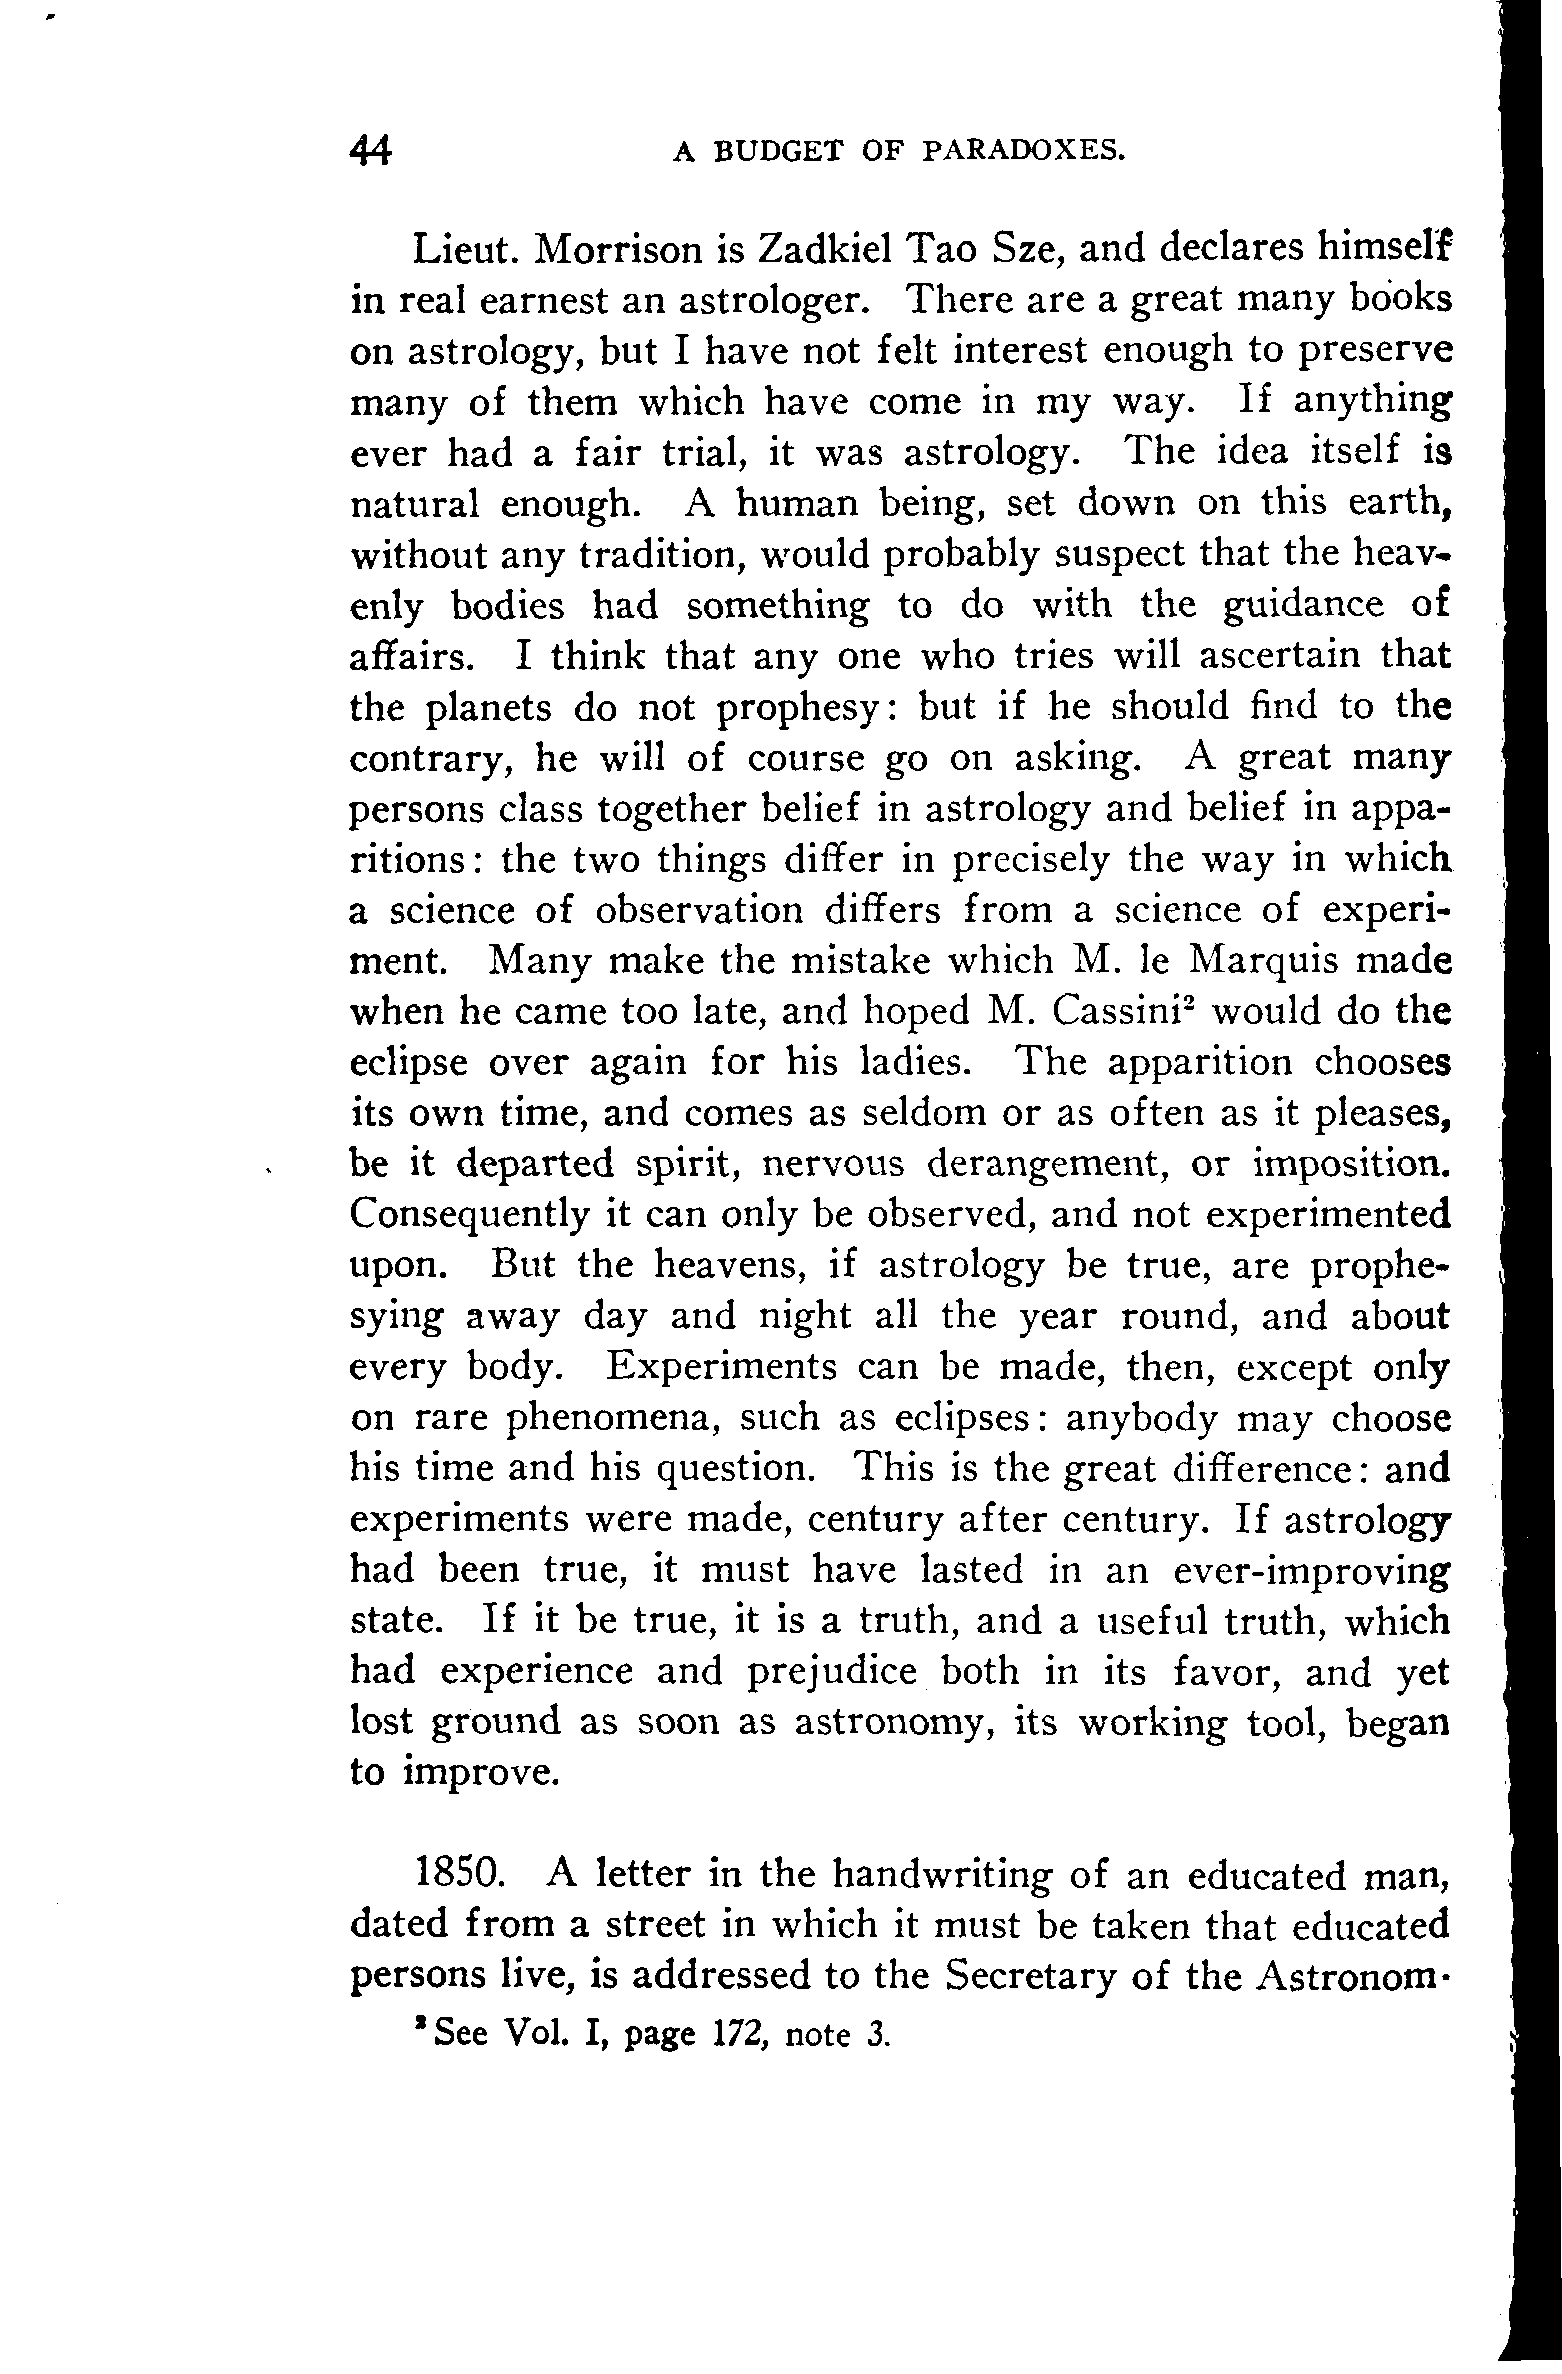 44 A BUDGET OF PARADOXES.
Lieut. Morrison is Zadkiel Tao Sze, and declares himself
in real earnest an astrologer. There are a great many books
on astrology, but I have not felt interest enough to preserve
many of them which have come in my way. If anything
ever had a fair trial, it was astrology. The idea itself is
natural enough. A human being, set down on this earth,
without any tradition, would probably suspect that the heav-
enly bodies had something to do with the guidance of
affairs. I think that any one who tries will ascertain that
the planets do not prophesy: but if he should find to the
contrary, he will of course go on asking. A great many
persons class together belief in astrology and belief in appa-
ritions: the two things differ in precisely the way in which
a science of observation differs from a science of experi-
ment. Many make the mistake which M. le Marquis made
when he came too late, and hoped M. Cassini² would do the
eclipse over again for his ladies. The apparition chooses
its own time, and comes as seldom or as often as it pleases,
be it departed spirit, nervous derangement, or imposition.
Consequently it can only be observed, and not experimented
upon. But the heavens, if astrology be true, are prophe-
sying away day and night all the year round, and about
every body. Experiments can be made, then, except only
on rare phenomena, such as eclipses: anybody may choose
his time and his question. This is the great difference: and
experiments were made, century after century. If astrology
had been true, it must have lasted in an ever-improving
state. If it be true, it is a truth, and a useful truth, which
had experience and prejudice both in its favor, and yet
lost ground as soon as astronomy, its working tool, began
to improve.
1850. A letter in the handwriting of an educated man,
dated from a street in which it must be taken that educated
persons live, is addressed to the Secretary of the Astronom-
² See Vol. I, page 172, note 3.